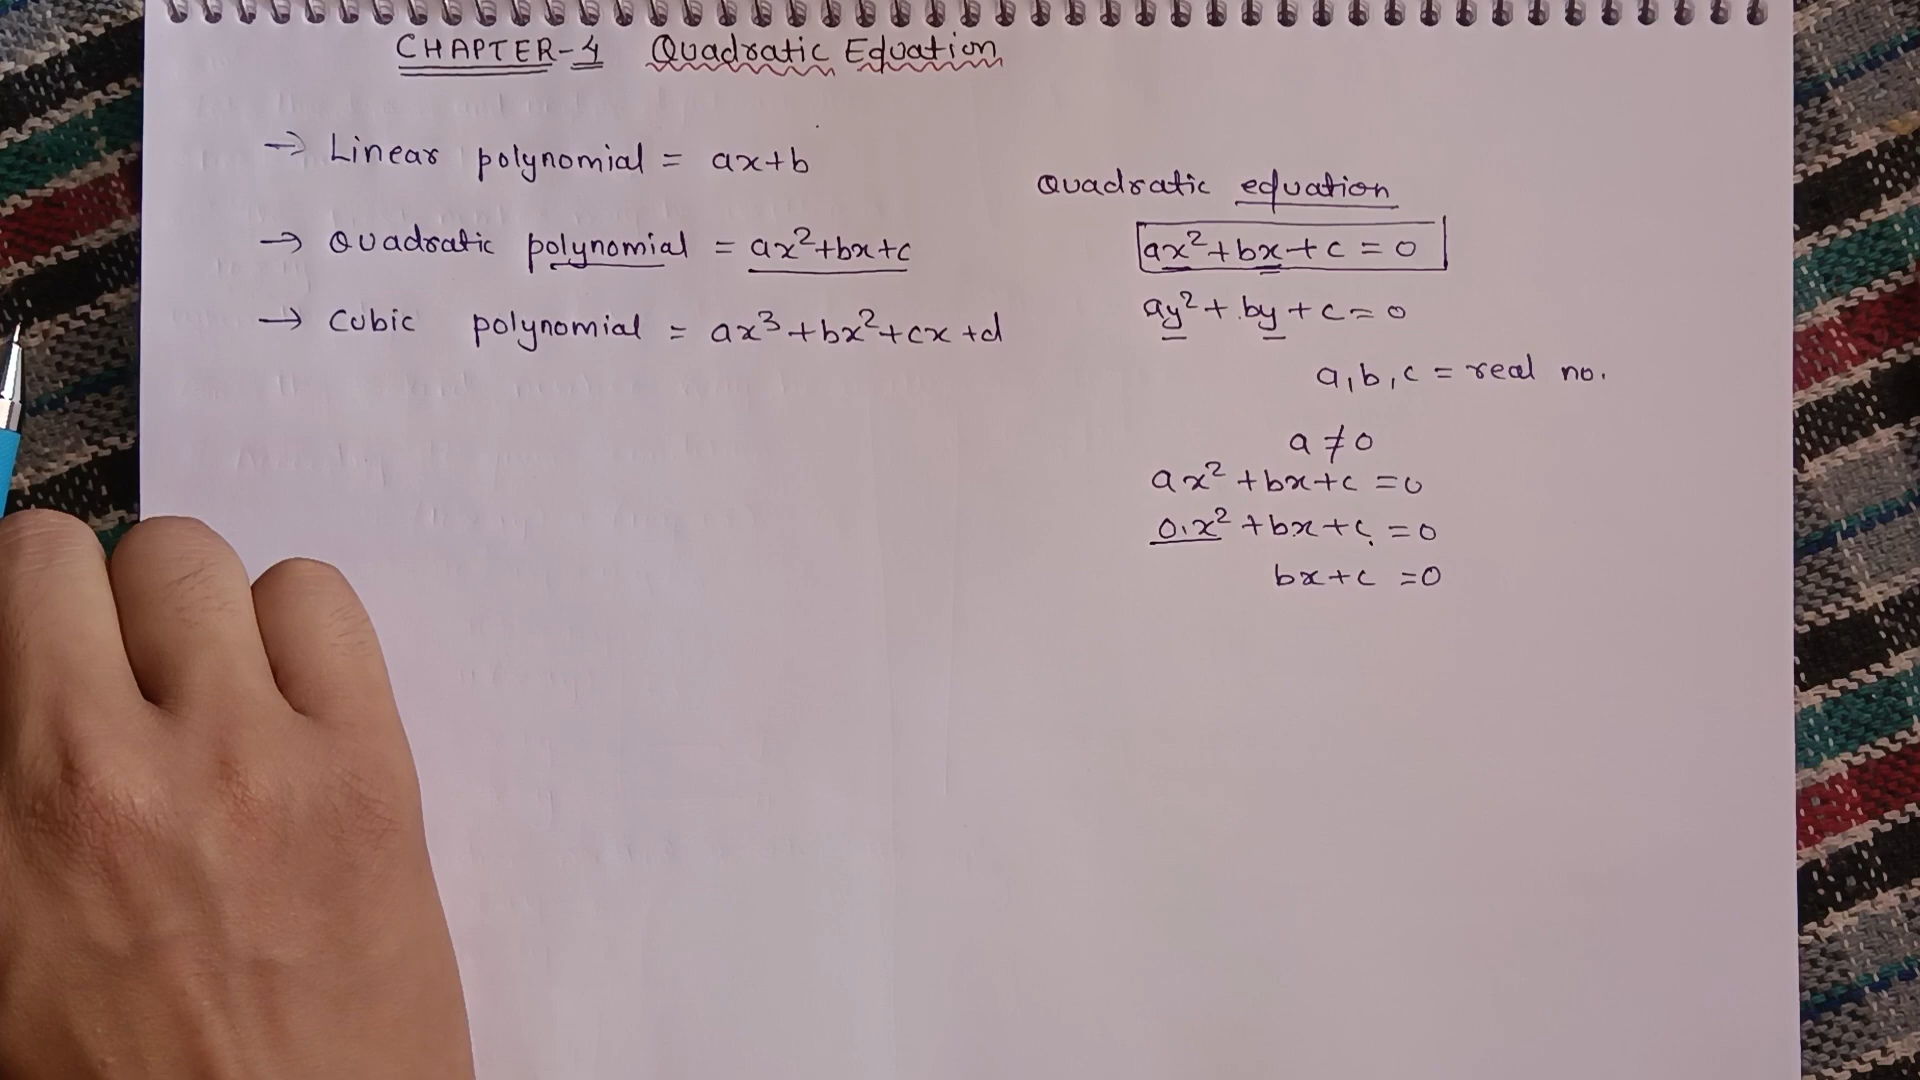 CHAPTER-4 Quadratic Equation
→ Linear polynomial = ax+b
→ Quadratic polynomial = ax²+bx+c
→ Cubic polynomial = ax³+bx²+cx+d
Quadratic equation
ax²+bx+c=0
ay²+by+c=0
a,b,c = real no.
a≠0
ax²+bx+c=0
0.x²+bx+c=0
bx+c=0